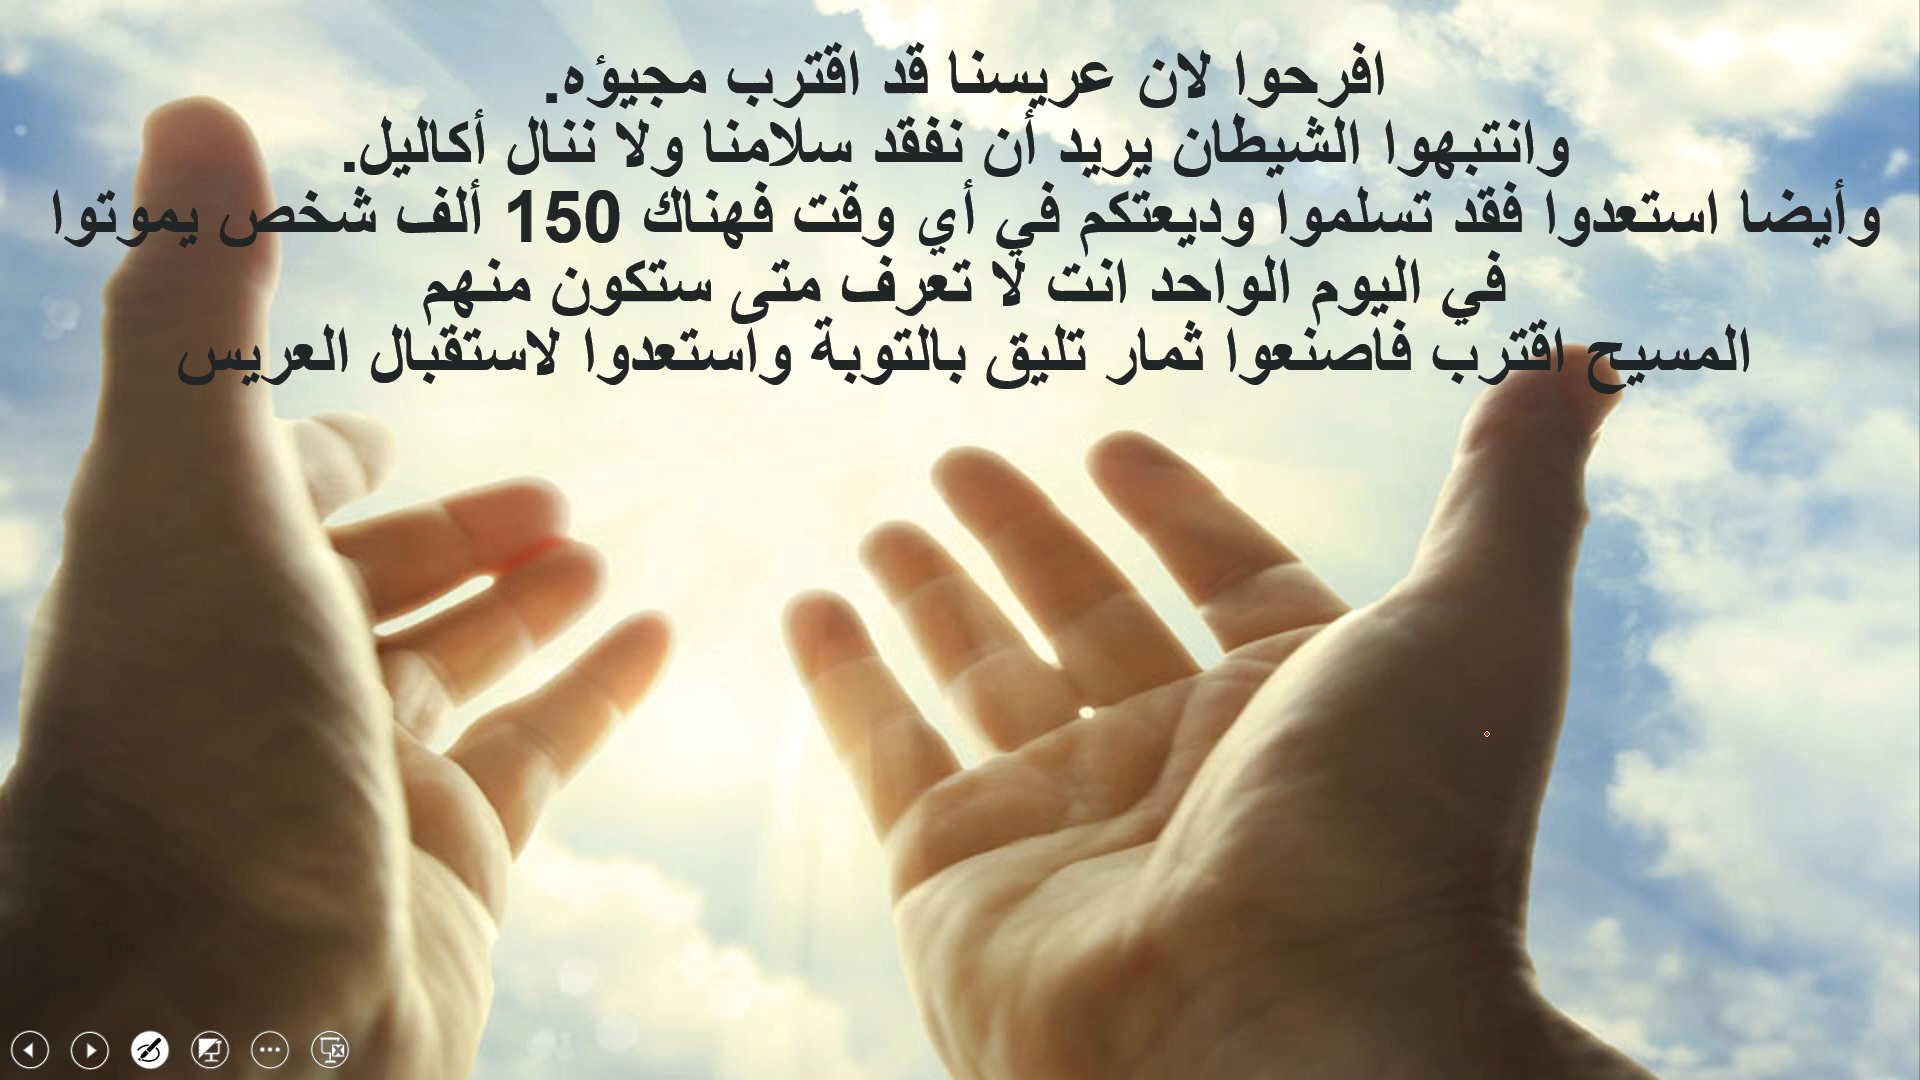 افرحوا لان عريسنا قد اقترب مجيؤه.
وانتبهوا الشيطان يريد أن نفقد سلامنا ولا ننال أكاليل.
وأيضا استعدوا فقد تسلموا وديعتكم في أي وقت فهناك 150 ألف شخص يموتوا
في اليوم الواحد انت لا تعرف متى ستكون منهم
المسيح اقترب فاصنعوا ثمار تليق بالتوبة واستعدوا لاستقبال العريس